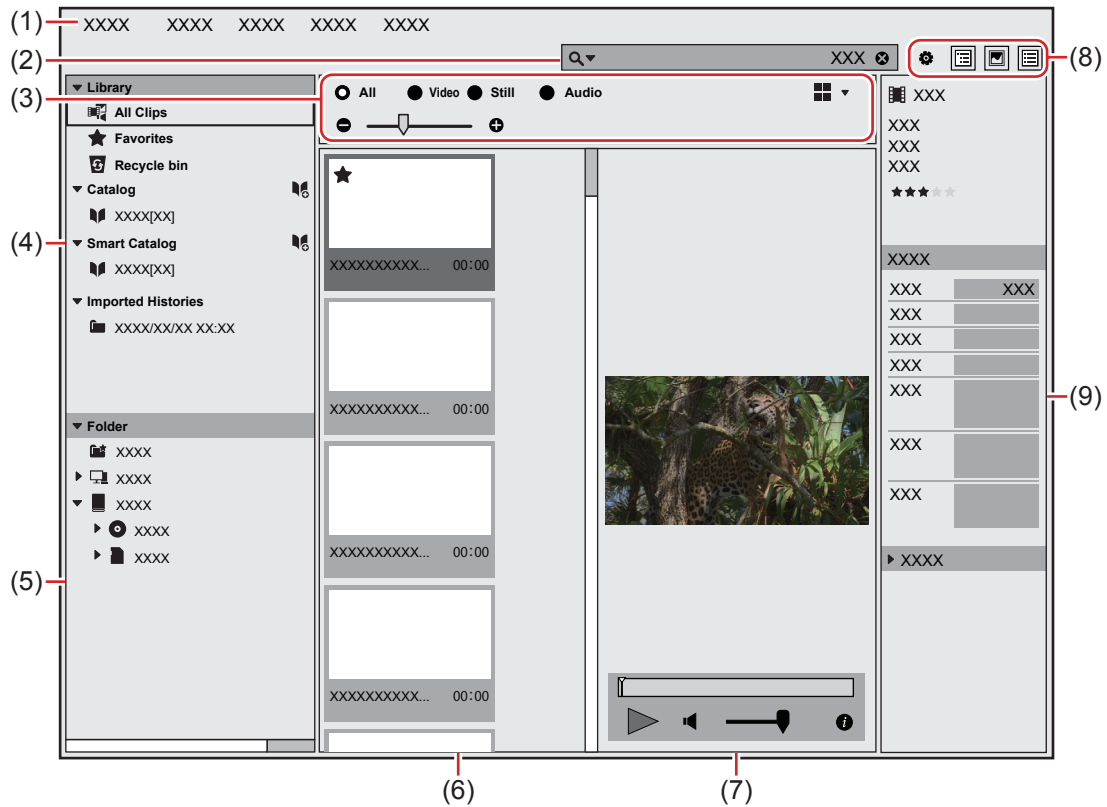 (1)
XXXX XXXX XXXX XXXX XXXX
(2)
XXX
(8)
(3)
All Video Still Audio
Library
All Clips
Favorites
Recycle bin
Catalog
XXXX[XX]
(4)
Smart Catalog
XXXX[XX]
Imported Histories
XXXX/XX/XX XX:XX
Folder
XXXX
XXXX
XXXX
XXXX
XXXX
(5)
XXXXXXXXXX... 00:00
XXXXXXXXXX... 00:00
XXXXXXXXXX... 00:00
XXXXXXXXXX... 00:00
(6)
i
(7)
XXX
XXX
XXX
XXX
XXXX
XXX XXX
XXX
XXX
XXX
XXX
(9)
XXX
XXX
XXXX